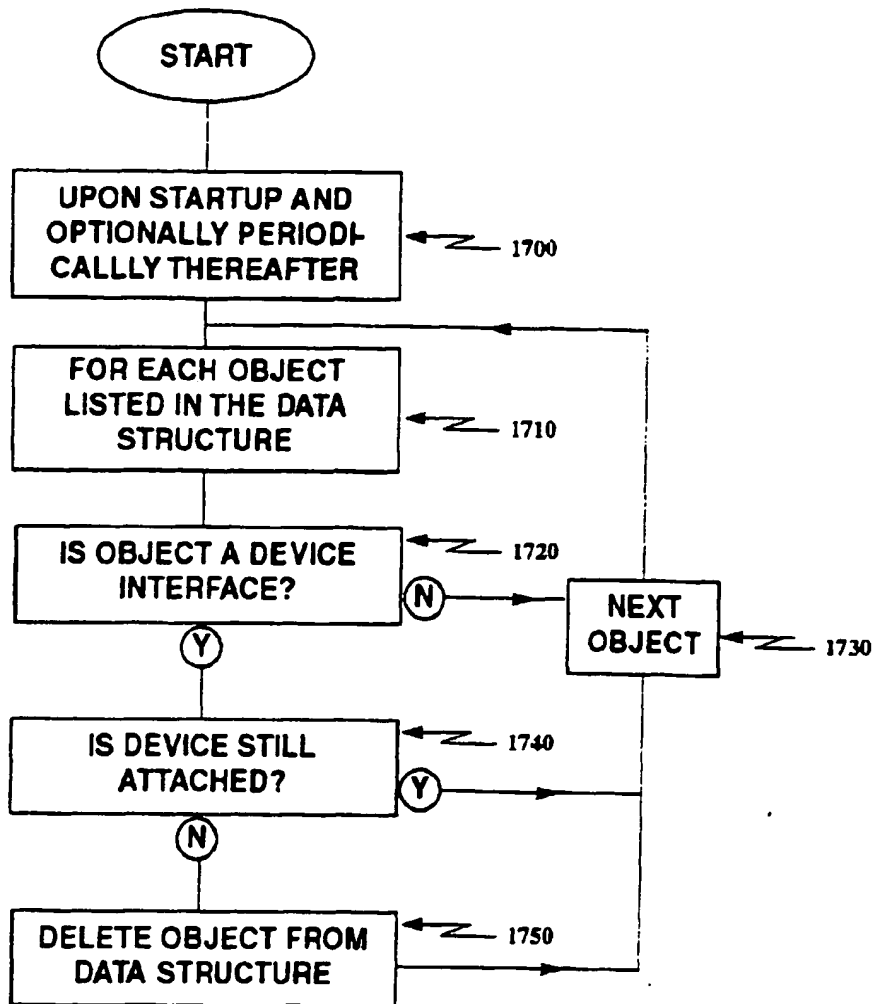 START
UPON STARTUP AND
OPTIONALLY PERIODI-
CALLLY THEREAFTER
1700
FOR EACH OBJECT
LISTED IN THE DATA
STRUCTURE
1710
IS OBJECT A DEVICE
INTERFACE?
1720
N
Y
NEXT
OBJECT
1730
IS DEVICE STILL
ATTACHED?
1740
Y
N
DELETE OBJECT FROM
DATA STRUCTURE
1750